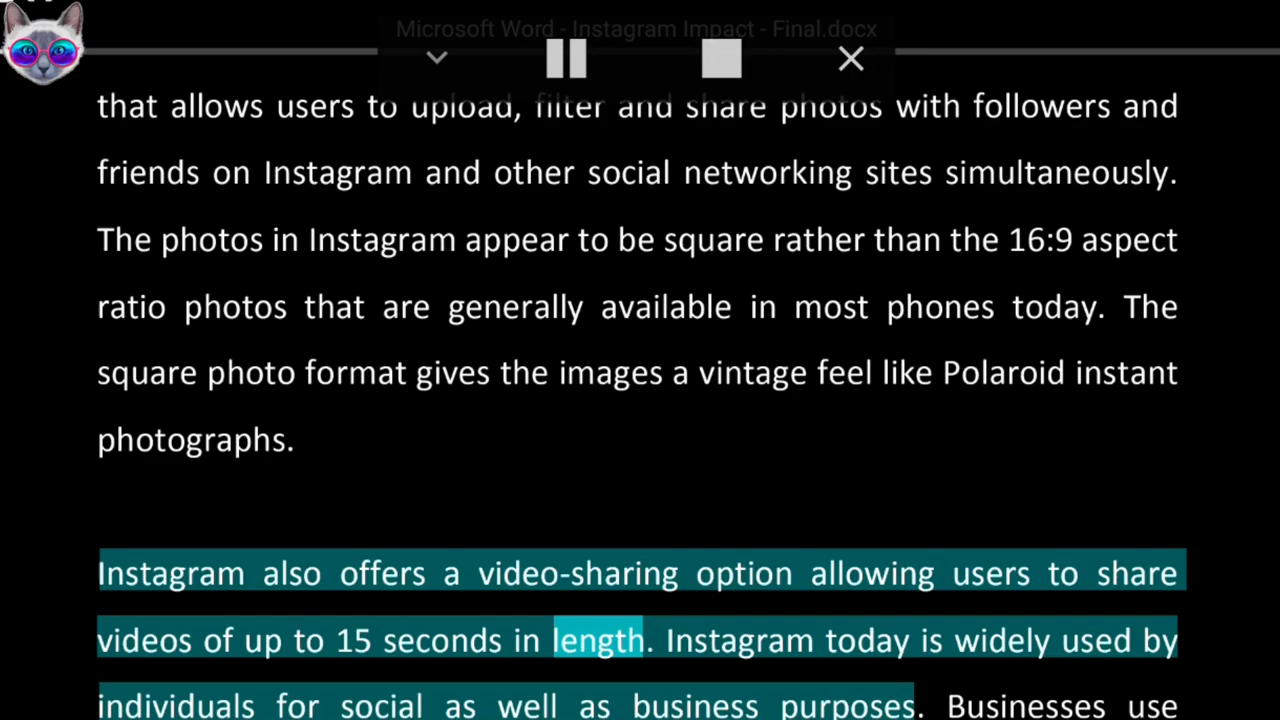 Microsoft Word - Instagram Impact - Final.docx
that allows users to upload, filter and share photos with followers and
friends on Instagram and other social networking sites simultaneously.
The photos in Instagram appear to be square rather than the 16:9 aspect
ratio photos that are generally available in most phones today. The
square photo format gives the images a vintage feel like Polaroid instant
photographs.
Instagram also offers a video-sharing option allowing users to share
videos of up to 15 seconds in length. Instagram today is widely used by
individuals for social as well as business purposes. Businesses use